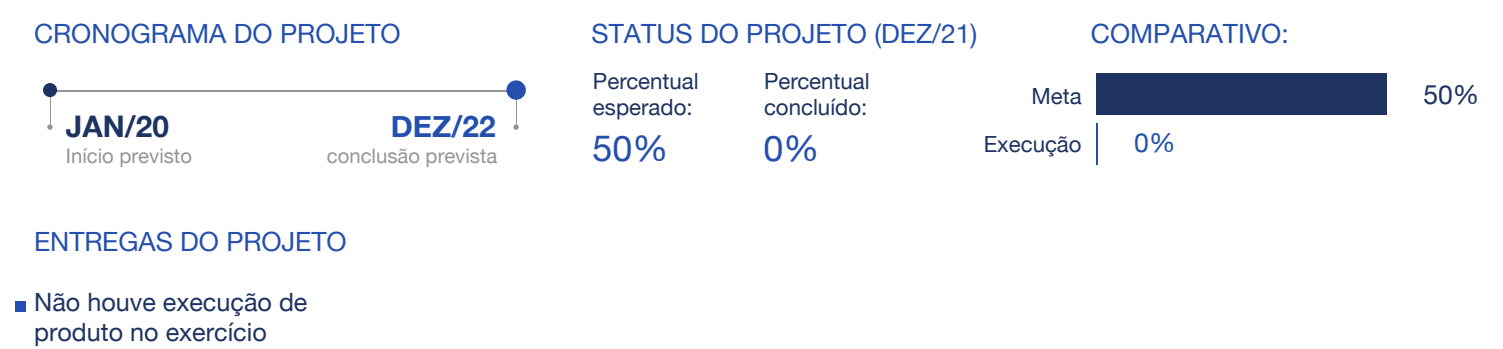 CRONOGRAMA DO PROJETO
JAN/20
Início previsto
DEZ/22
conclusão prevista
STATUS DO PROJETO (DEZ/21)
Percentual
esperado:
50%
Percentual
concluído:
0%
COMPARATIVO:
Meta
50%
Execução
0%
ENTREGAS DO PROJETO
Não houve execução de
produto no exercício